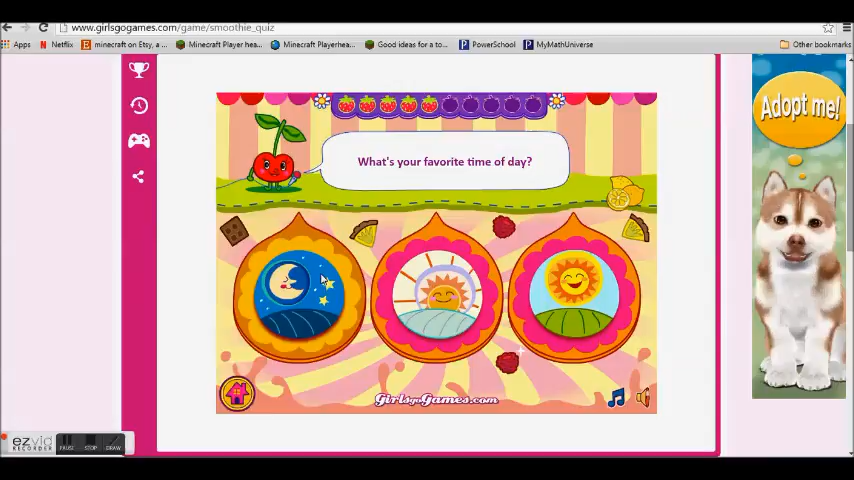 www.girlsgogames.com/game/smoothie_quiz
Apps Netflix minecraft on Etsy, a ... Minecraft Player hea... Minecraft Playerhea... Good ideas for a to... PowerSchool MyMathUniverse Other bookmarks
Adopt me!
What's your favorite time of day?
GirlsgoGames.com
ezvid
RECORDER
PAUSE STOP DRAW